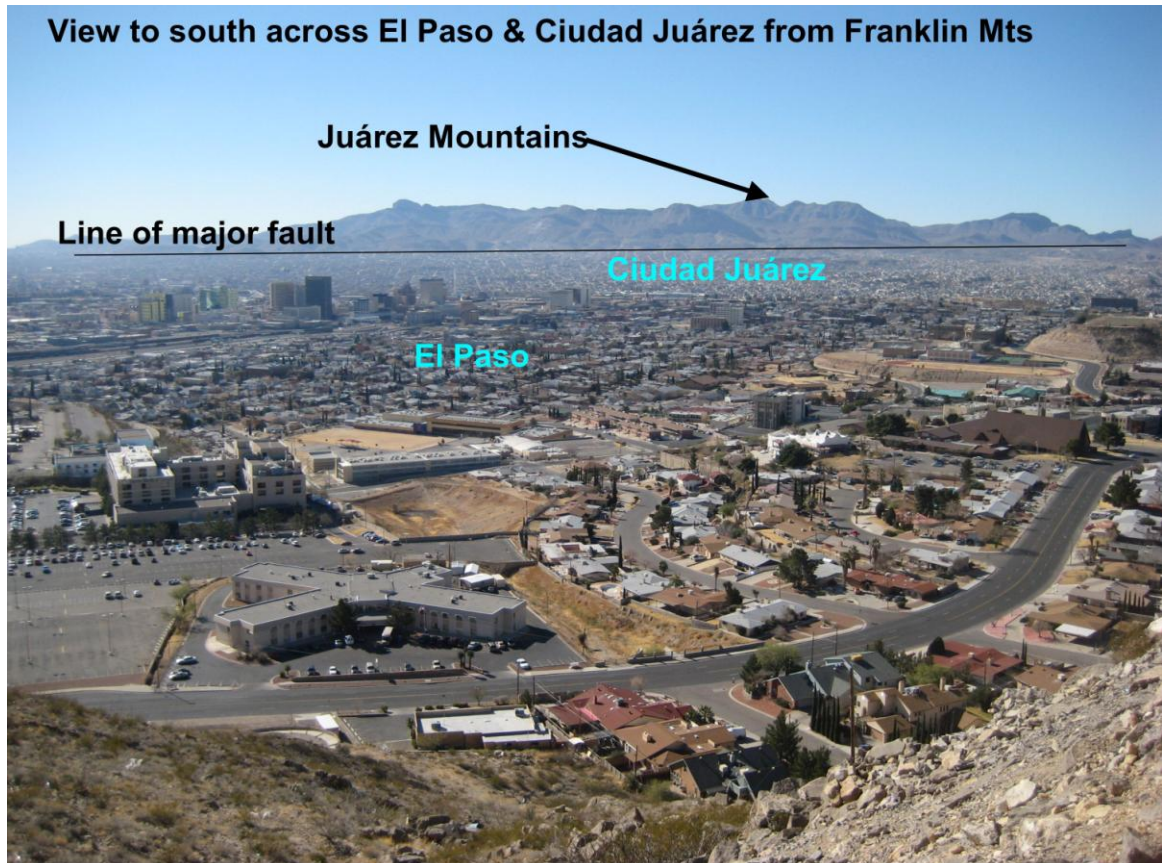 View to south across El Paso & Ciudad Juárez from Franklin Mts
Juárez Mountains
Line of major fault
Ciudad Juárez
El Paso